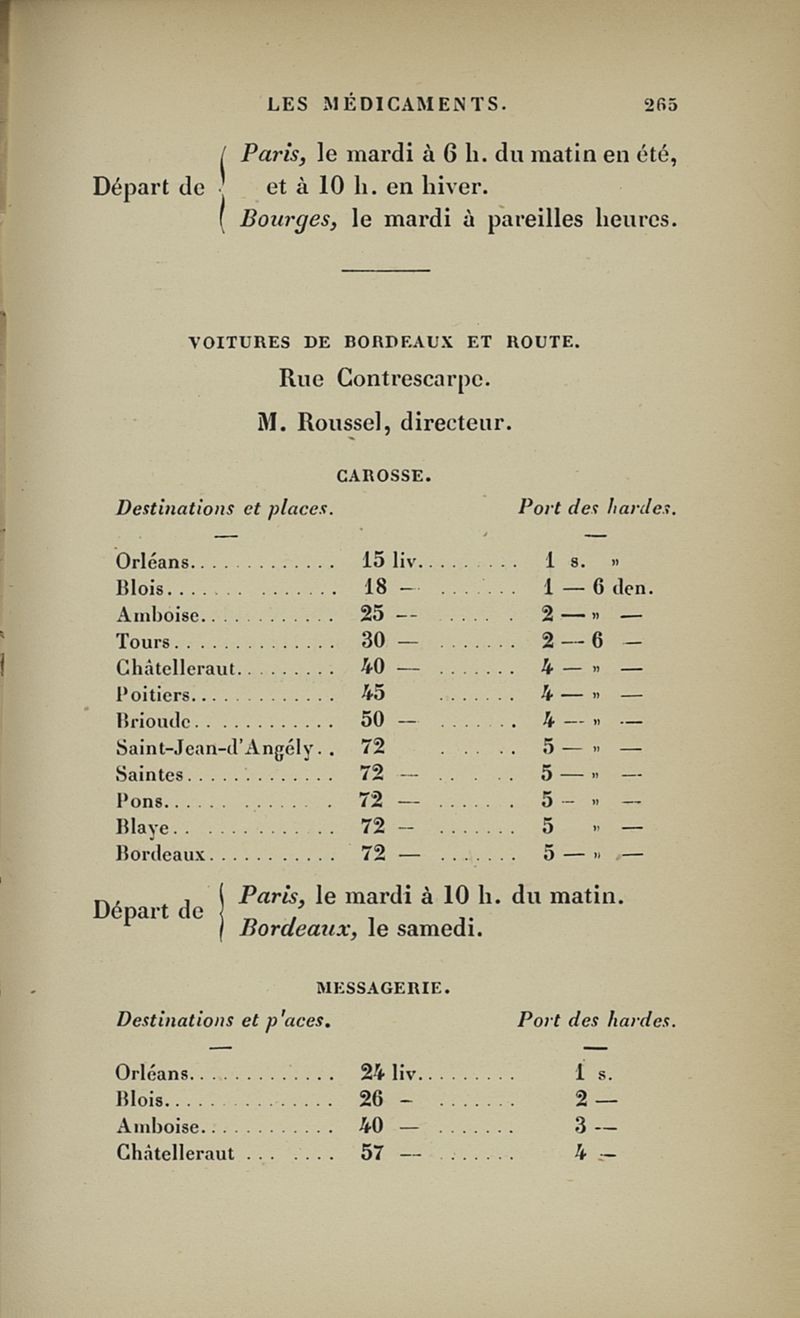 LES MÉDICAMENTS. 265
Paris, le mardi à 6 h. du matin en été,
Départ de et à 10 h. en hiver.
Bourges, le mardi à pareilles heures.
VOITURES DE BORDEAUX ET ROUTE.
Rue Contrescarpe.
M. Roussel, directeur.
CAROSSE.
Destinations et places. Port des hardes.
Orléans............. 15 liv......... 1 s. »
Blois............. 18 — ....... 1 — 6 den.
Amboise............ 25 — ....... 2 — » —
Tours.............. 30 — ....... 2 — 6 —
Châtelleraut......... 40 — ....... 4 — » —
Poitiers............. 45 ....... 4 — » —
Brioude............ 50 — ....... 4 — » —
Saint-Jean-d'Angély.. 72 ....... 5 — » —
Saintes............. 72 — ....... 5 — » —
Pons............. 72 — ....... 5 — » —
Blaye............. 72 — ....... 5 » —
Bordeaux............ 72 — ....... 5 — » —
Départ de Paris, le mardi à 10 h. du matin.
Bordeaux, le samedi.
MESSAGERIE.
Destinations et p'aces. Port des hardes.
Orléans............. 24 liv......... 1 s.
Blois.............. 26 — ....... 2 —
Amboise............ 40 — ....... 3 —
Châtelleraut ........ 57 — ....... 4 —